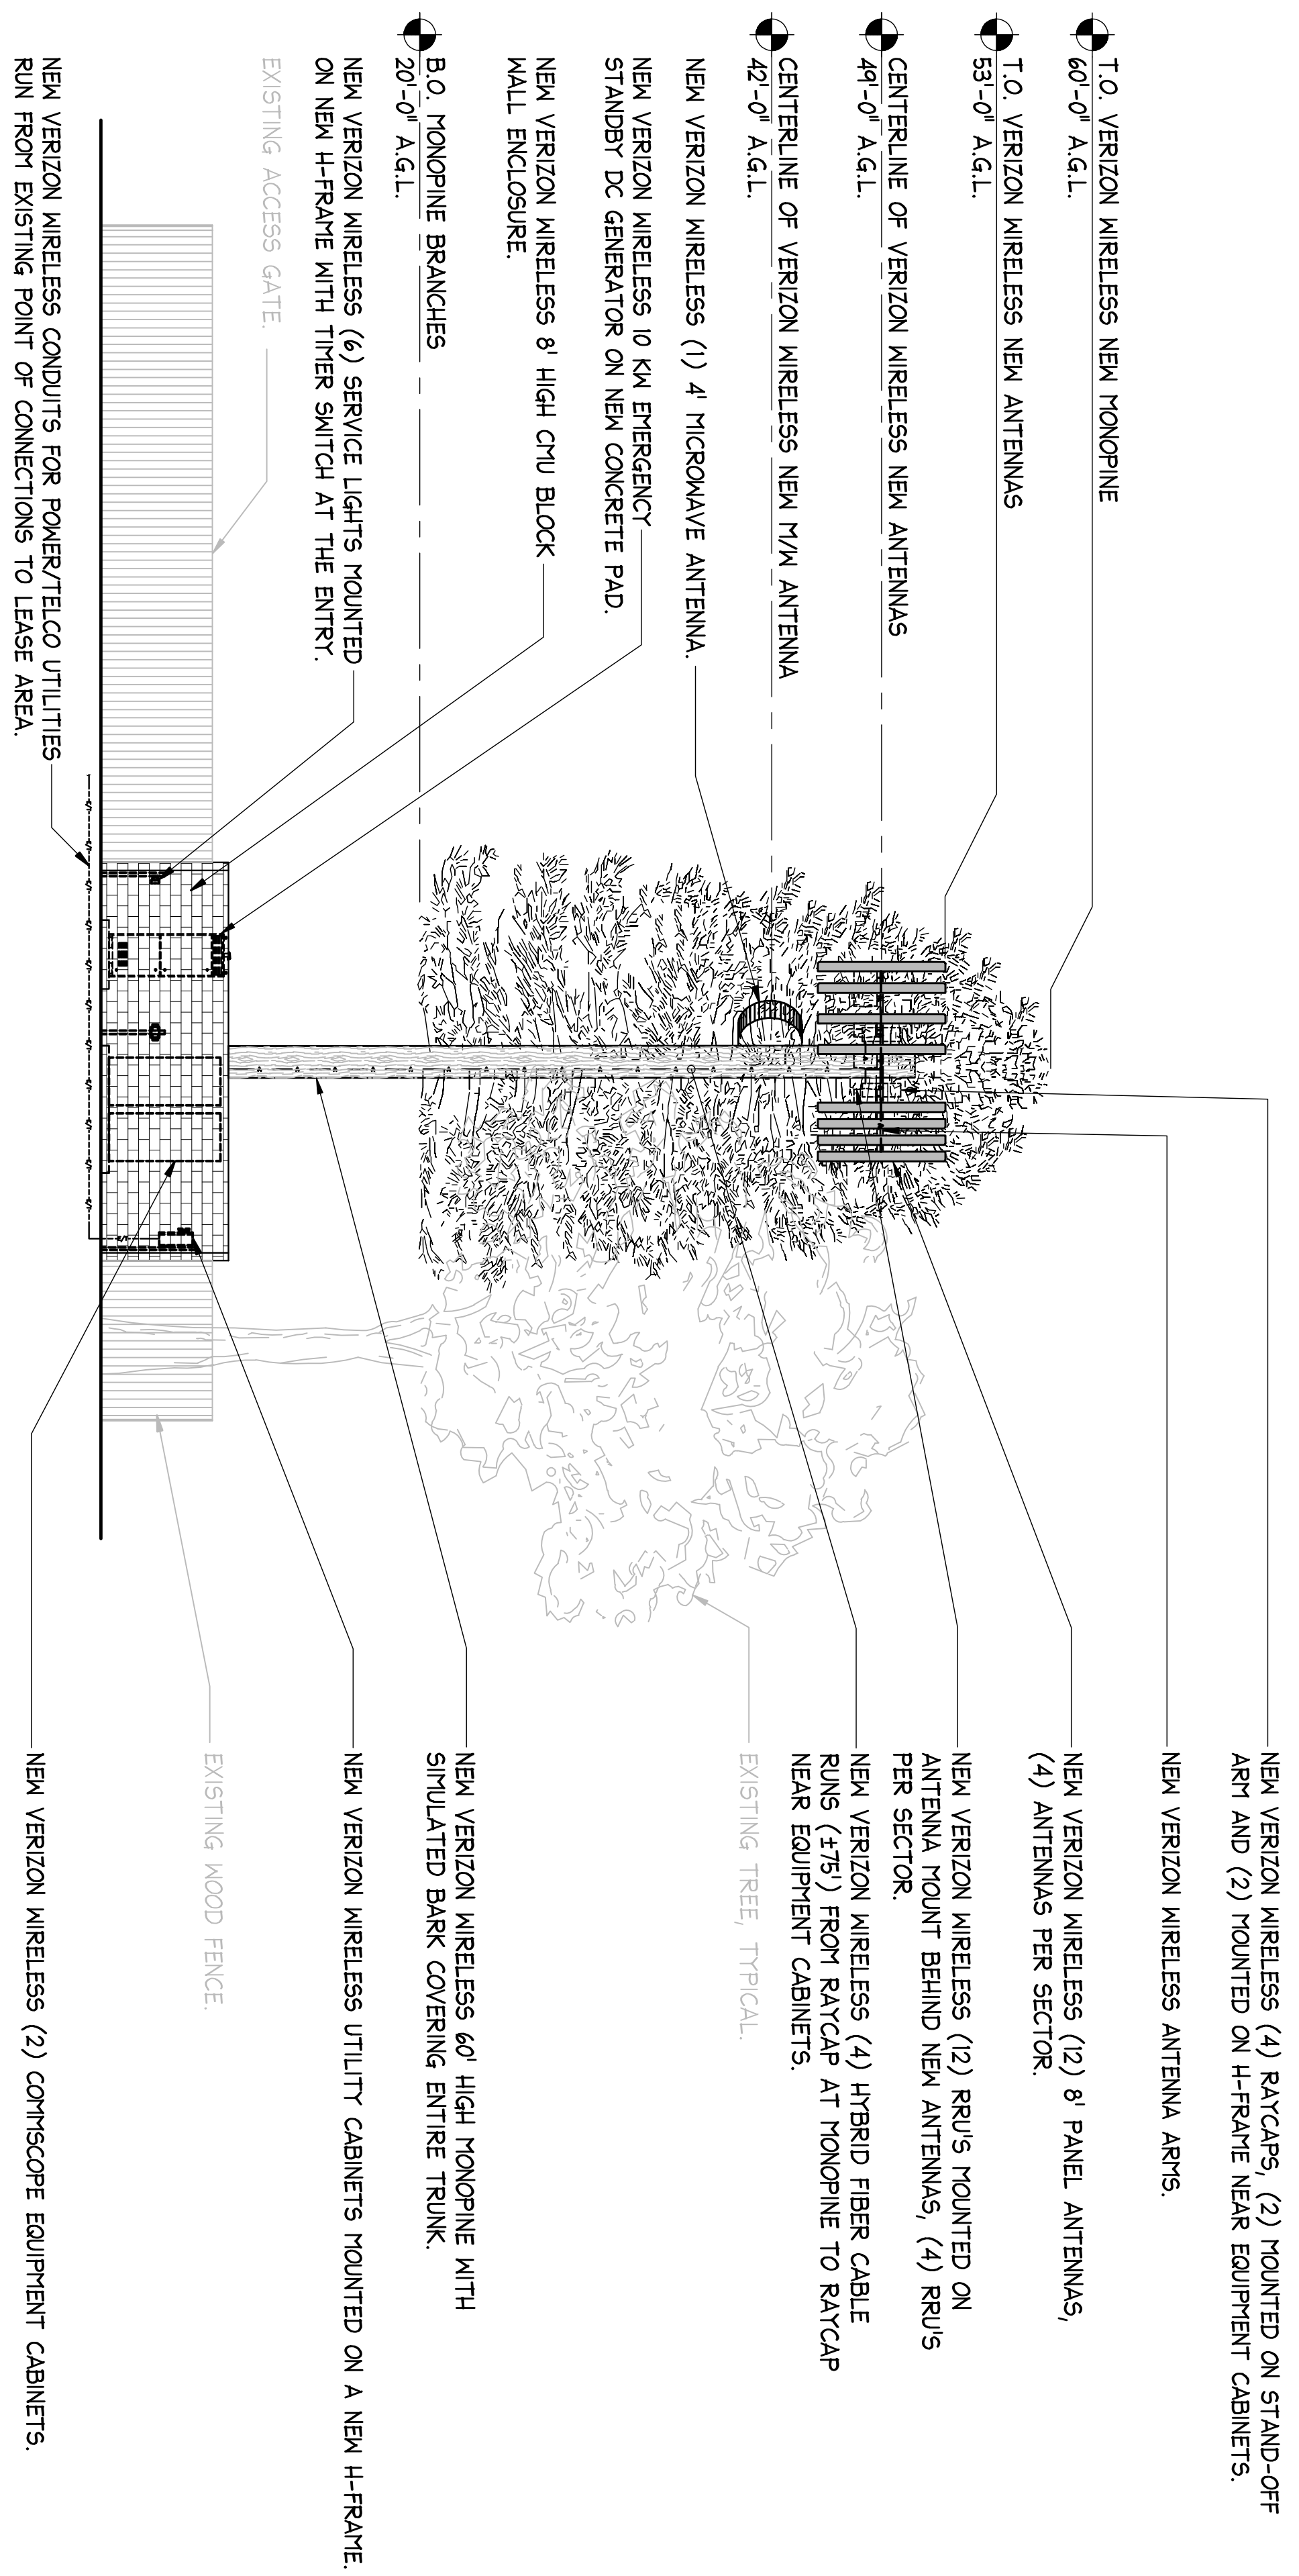 T.O. VERIZON WIRELESS NEW MONOPINE
60'-0" A.G.L.
T.O. VERIZON WIRELESS NEW ANTENNAS
53'-0" A.G.L.
CENTERLINE OF VERIZON WIRELESS NEW ANTENNAS
49'-0" A.G.L.
CENTERLINE OF VERIZON WIRELESS NEW M/W ANTENNA
42'-0" A.G.L.
NEW VERIZON WIRELESS (1) 4' MICROWAVE ANTENNA.
NEW VERIZON WIRELESS 10 KW EMERGENCY
STANDBY DC GENERATOR ON NEW CONCRETE PAD.
NEW VERIZON WIRELESS 8' HIGH CMU BLOCK
WALL ENCLOSURE.
B.O. MONOPINE BRANCHES
20'-0" A.G.L.
NEW VERIZON WIRELESS (6) SERVICE LIGHTS MOUNTED
ON NEW H-FRAME WITH TIMER SWITCH AT THE ENTRY.
EXISTING ACCESS GATE.
NEW VERIZON WIRELESS CONDUITS FOR POWER/TELCO UTILITIES
RUN FROM EXISTING POINT OF CONNECTIONS TO LEASE AREA.
NEW VERIZON WIRELESS (4) RAYCAPS, (2) MOUNTED ON STAND-OFF
ARM AND (2) MOUNTED ON H-FRAME NEAR EQUIPMENT CABINETS.
NEW VERIZON WIRELESS ANTENNA ARMS.
NEW VERIZON WIRELESS (12) 8' PANEL ANTENNAS,
(4) ANTENNAS PER SECTOR.
NEW VERIZON WIRELESS (12) RRU'S MOUNTED ON
ANTENNA MOUNT BEHIND NEW ANTENNAS, (4) RRU'S
PER SECTOR.
NEW VERIZON WIRELESS (4) HYBRID FIBER CABLE
RUNS (±75') FROM RAYCAP AT MONOPINE TO RAYCAP
NEAR EQUIPMENT CABINETS.
EXISTING TREE, TYPICAL.
NEW VERIZON WIRELESS 60' HIGH MONOPINE WITH
SIMULATED BARK COVERING ENTIRE TRUNK.
NEW VERIZON WIRELESS UTILITY CABINETS MOUNTED ON A NEW H-FRAME.
EXISTING WOOD FENCE.
NEW VERIZON WIRELESS (2) COMMSCOPE EQUIPMENT CABINETS.